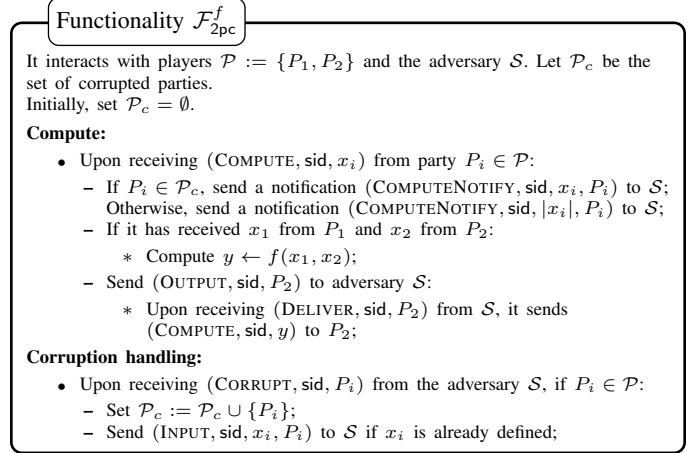 Functionality $\mathcal{F}_{2\mathsf{pc}}^{f}$
It interacts with players $\mathcal{P} := \{P_1, P_2\}$ and the adversary $\mathcal{S}$. Let $\mathcal{P}_c$ be the
set of corrupted parties.
Initially, set $\mathcal{P}_c = \emptyset$.
Compute:
• Upon receiving (COMPUTE, sid, $x_i$) from party $P_i \in \mathcal{P}$:
– If $P_i \in \mathcal{P}_c$, send a notification (COMPUTENOTIFY, sid, $x_i, P_i$) to $\mathcal{S}$;
Otherwise, send a notification (COMPUTENOTIFY, sid, $|x_i|, P_i$) to $\mathcal{S}$;
– If it has received $x_1$ from $P_1$ and $x_2$ from $P_2$:
∗ Compute $y \leftarrow f(x_1, x_2)$;
– Send (OUTPUT, sid, $P_2$) to adversary $\mathcal{S}$:
∗ Upon receiving (DELIVER, sid, $P_2$) from $\mathcal{S}$, it sends
(COMPUTE, sid, $y$) to $P_2$;
Corruption handling:
• Upon receiving (CORRUPT, sid, $P_i$) from the adversary $\mathcal{S}$, if $P_i \in \mathcal{P}$:
– Set $\mathcal{P}_c := \mathcal{P}_c \cup \{P_i\}$;
– Send (INPUT, sid, $x_i, P_i$) to $\mathcal{S}$ if $x_i$ is already defined;